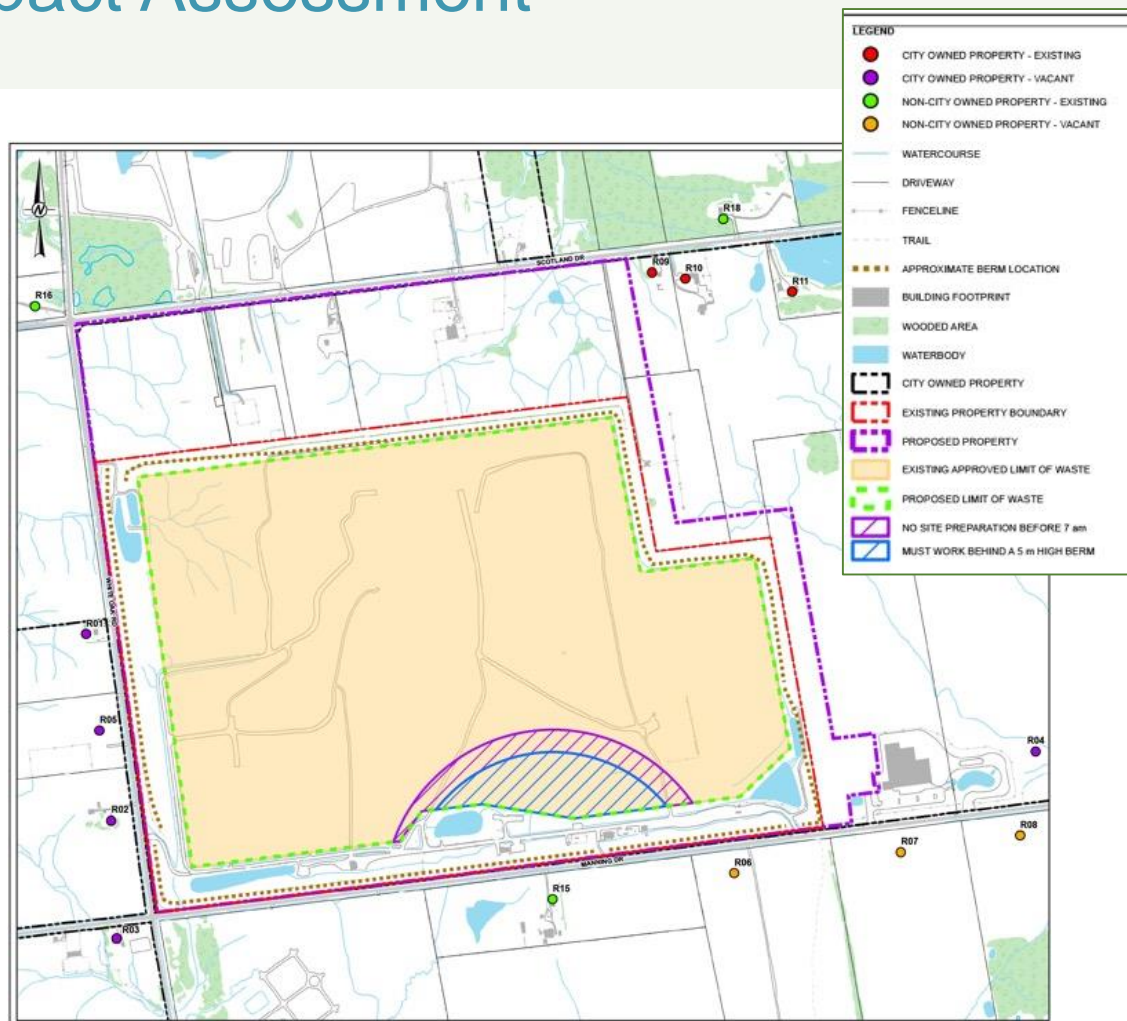 pact Assessment
LEGEND
CITY OWNED PROPERTY - EXISTING
CITY OWNED PROPERTY - VACANT
NON-CITY OWNED PROPERTY - EXISTING
NON-CITY OWNED PROPERTY - VACANT
WATERCOURSE
DRIVEWAY
FENCELINE
TRAIL
APPROXIMATE BERM LOCATION
BUILDING FOOTPRINT
WOODED AREA
WATERBODY
CITY OWNED PROPERTY
EXISTING PROPERTY BOUNDARY
PROPOSED PROPERTY
EXISTING APPROVED LIMIT OF WASTE
PROPOSED LIMIT OF WASTE
NO SITE PREPARATION BEFORE 7 am
MUST WORK BEHIND A 5 m HIGH BERM
N
R18
SCOTLAND DR
R09
R10
R11
R16
WHITE OAK RD
R01
R05
R04
R02
R08
R07
MANNING DR
R06
R15
R03